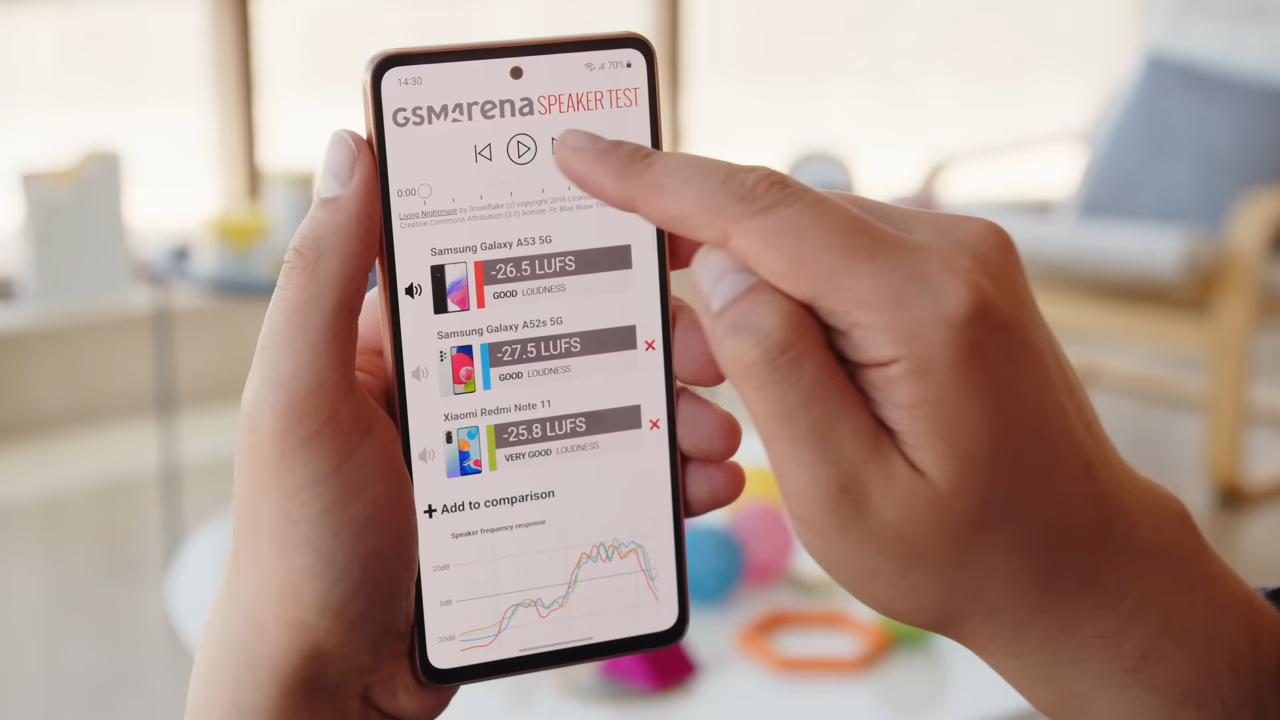 14:30
70%
GSMArena SPEAKER TEST
0:00
Living Nightmare by Snowflake (c) copyright 2016
Creative Commons Attribution (3.0) license. Ft: Blue Wave
Samsung Galaxy A53 5G
-26.5 LUFS
GOOD LOUDNESS
Samsung Galaxy A52s 5G
-27.5 LUFS
GOOD LOUDNESS
Xiaomi Redmi Note 11
-25.8 LUFS
VERY GOOD LOUDNESS
Add to comparison
Speaker frequency response
20dB
0dB
-20dB